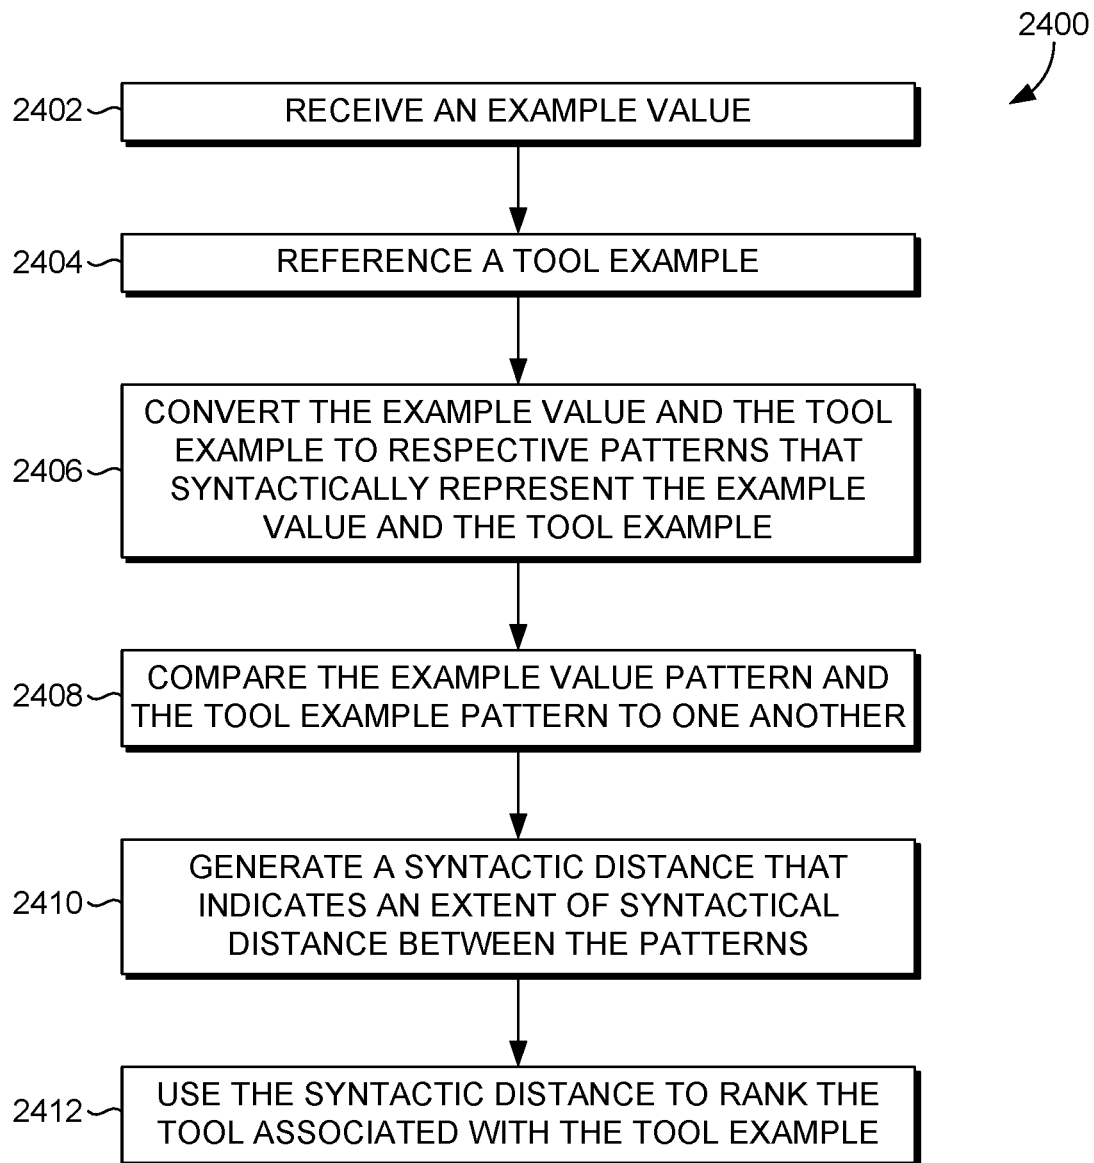 2400
2402
RECEIVE AN EXAMPLE VALUE
2404
REFERENCE A TOOL EXAMPLE
CONVERT THE EXAMPLE VALUE AND THE TOOL
EXAMPLE TO RESPECTIVE PATTERNS THAT
2406
SYNTACTICALLY REPRESENT THE EXAMPLE
VALUE AND THE TOOL EXAMPLE
2408
COMPARE THE EXAMPLE VALUE PATTERN AND
THE TOOL EXAMPLE PATTERN TO ONE ANOTHER
GENERATE A SYNTACTIC DISTANCE THAT
2410
INDICATES AN EXTENT OF SYNTACTICAL
DISTANCE BETWEEN THE PATTERNS
2412
USE THE SYNTACTIC DISTANCE TO RANK THE
TOOL ASSOCIATED WITH THE TOOL EXAMPLE